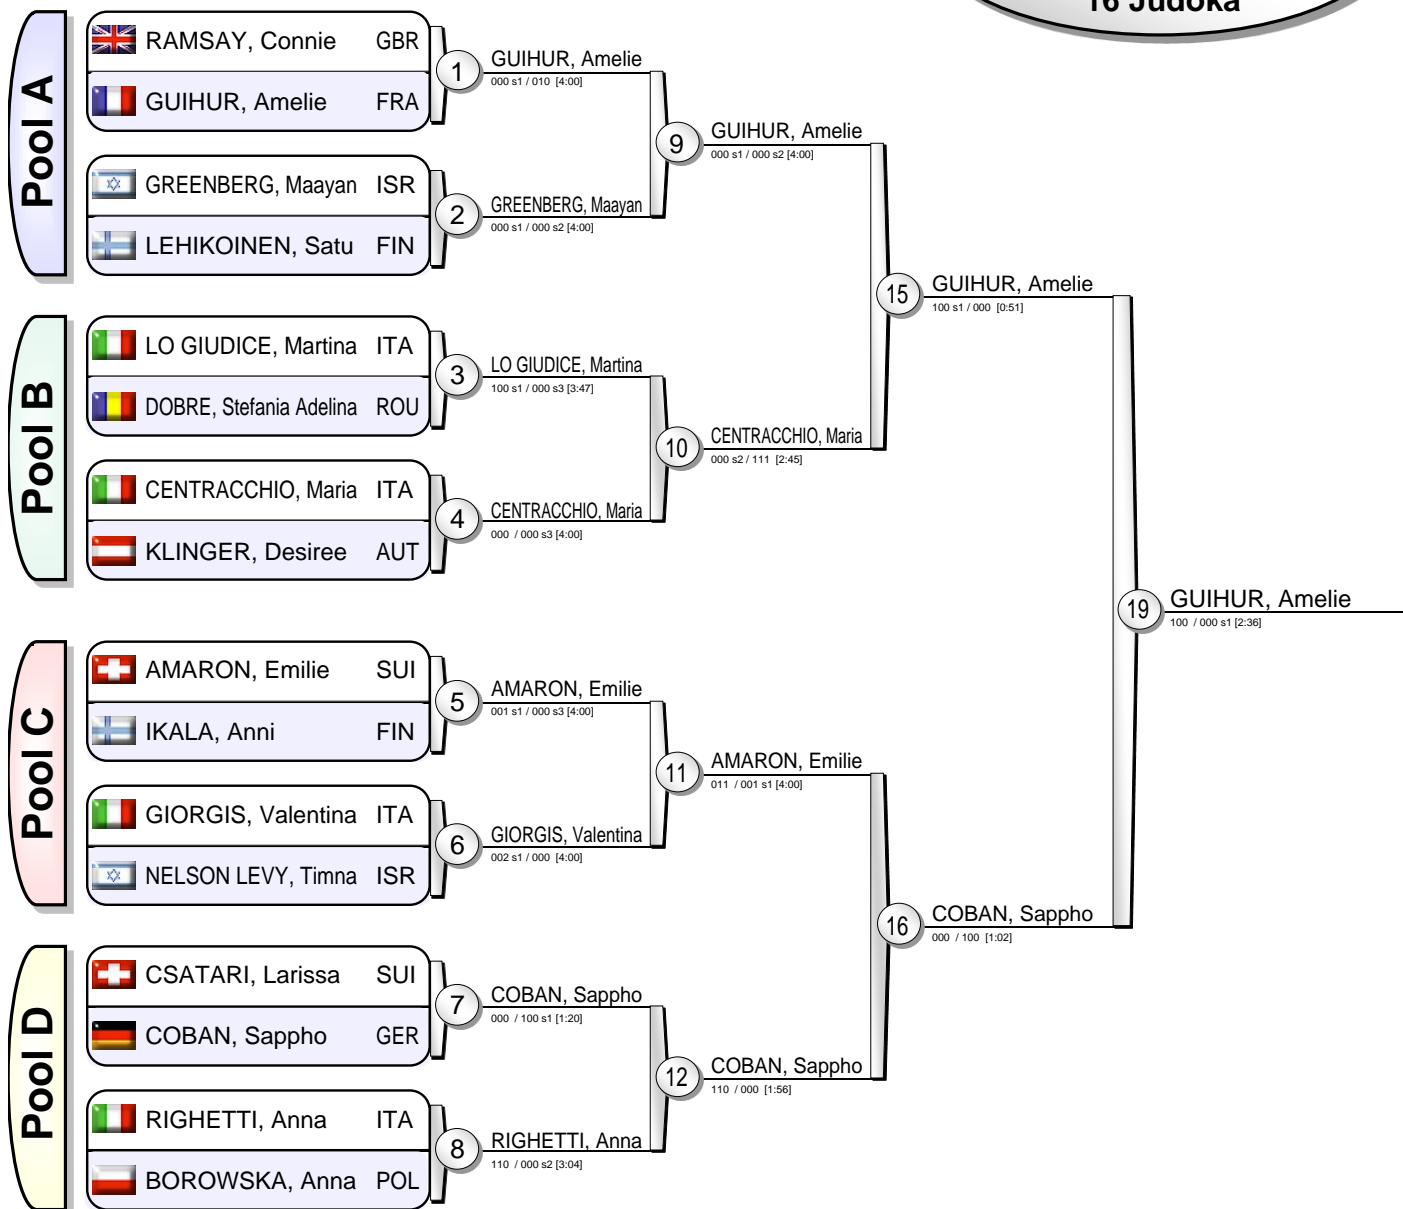 16 Judoka
Pool A
RAMSAY, Connie GBR
GUIHUR, Amelie FRA
1
GUIHUR, Amelie
000 s1 / 010 [4:00]
GREENBERG, Maayan ISR
LEHIKOINEN, Satu FIN
2
GREENBERG, Maayan
000 s1 / 000 s2 [4:00]
9
GUIHUR, Amelie
000 s1 / 000 s2 [4:00]
Pool B
LO GIUDICE, Martina ITA
DOBRE, Stefania Adelina ROU
3
LO GIUDICE, Martina
100 s1 / 000 s3 [3:47]
CENTRACCHIO, Maria ITA
KLINGER, Desiree AUT
4
CENTRACCHIO, Maria
000 / 000 s3 [4:00]
10
CENTRACCHIO, Maria
000 s2 / 111 [2:45]
15
GUIHUR, Amelie
100 s1 / 000 [0:51]
Pool C
AMARON, Emilie SUI
IKALA, Anni FIN
5
AMARON, Emilie
001 s1 / 000 s3 [4:00]
GIORGIS, Valentina ITA
NELSON LEVY, Timna ISR
6
GIORGIS, Valentina
002 s1 / 000 [4:00]
11
AMARON, Emilie
011 / 001 s1 [4:00]
Pool D
CSATARI, Larissa SUI
COBAN, Sappho GER
7
COBAN, Sappho
000 / 100 s1 [1:20]
RIGHETTI, Anna ITA
BOROWSKA, Anna POL
8
RIGHETTI, Anna
110 / 000 s2 [3:04]
12
COBAN, Sappho
110 / 000 [1:56]
16
COBAN, Sappho
000 / 100 [1:02]
19
GUIHUR, Amelie
100 / 000 s1 [2:36]